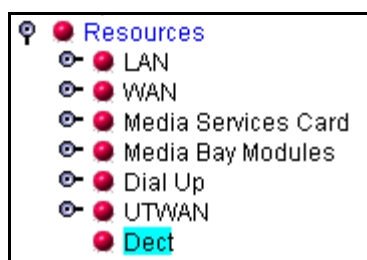 Resources
LAN
WAN
Media Services Card
Media Bay Modules
Dial Up
UTWAN
Dect